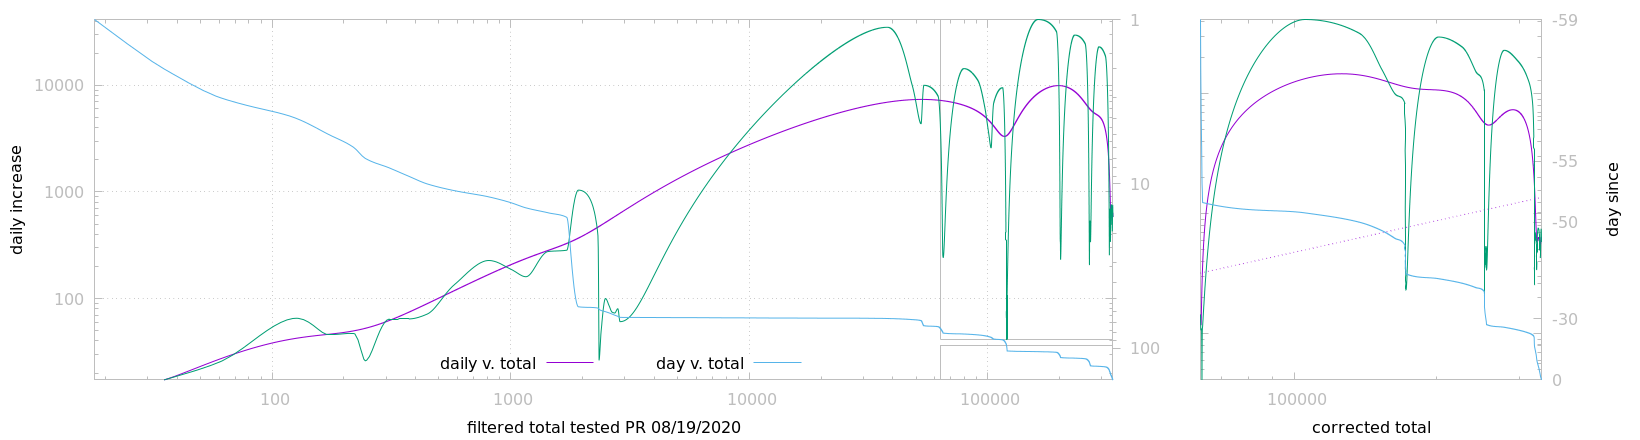 daily increase
10000
1000
100
100
1000
10000
100000
1
10
100
daily v. total
day v. total
filtered total tested PR 08/19/2020
-59
-55
-50
-30
0
day since
100000
corrected total